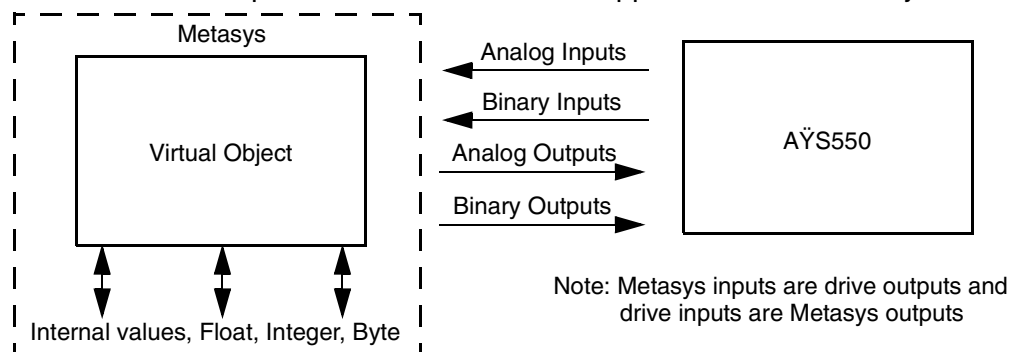 Metasys
Analog Inputs
Binary Inputs
Virtual Object
Analog Outputs
AŸS550
Binary Outputs
Note: Metasys inputs are drive outputs and
drive inputs are Metasys outputs
Internal values, Float, Integer, Byte